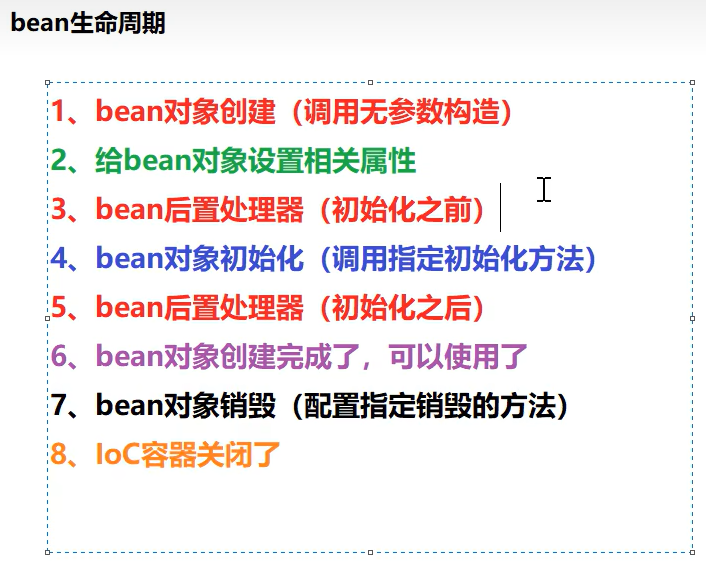 bean生命周期
1、bean对象创建（调用无参数构造）
2、给bean对象设置相关属性
3、bean后置处理器（初始化之前）
4、bean对象初始化（调用指定初始化方法）
5、bean后置处理器（初始化之后）
6、bean对象创建完成了，可以使用了
7、bean对象销毁（配置指定销毁的方法）
8、IoC容器关闭了